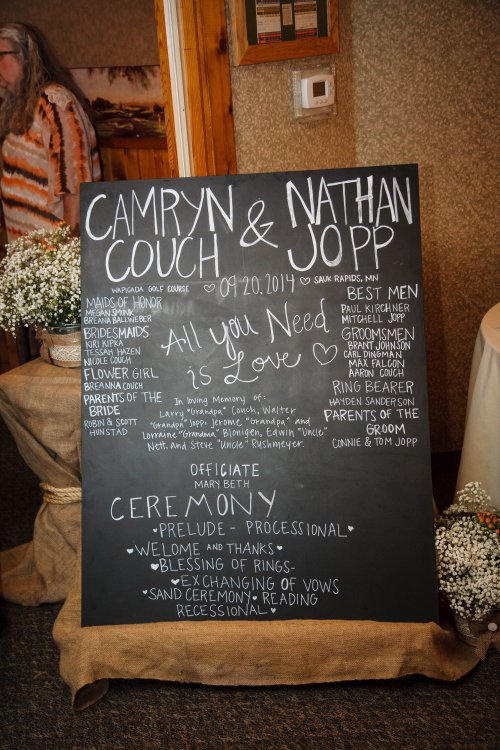 CAMRYN COUCH & NATHAN JOPP
WAPICADA GOLF COURSE ♡ 09.20.2014 ♡ SAUK RAPIDS, MN
MAIDS OF HONOR
MEGAN SMUNK
BREANA BALLWEBER
BRIDESMAIDS
KIRI KIPKA
TESSAH HAZEN
NICOLE COUCH
FLOWER GIRL
BREANNA COUCH
PARENTS OF THE
BRIDE
ROBIN & SCOTT
HUNSTAD
All you Need
is Love
In loving Memory of:
Larry "Grandpa" Couch, Walter
"Grandpa" Jopp, Jerome "Grandpa" and
Lorraine "Grandma" Blonigen, Edwin "Uncle"
Nett, and Steve "Uncle" Rushmeyer.
BEST MEN
PAUL KIRCHNER
MITCHELL JOPP
GROOMSMEN
BRANT JOHNSON
CARL DINGMAN
MAX FALCON
AARON COUCH
RING BEARER
HAYDEN SANDERSON
PARENTS OF THE
GROOM
CONNIE & TOM JOPP
OFFICIATE
MARY BETH
CEREMONY
♥PRELUDE - PROCESSIONAL♥
♥WELOME AND THANKS♥
♥BLESSING OF RINGS-
♥EXCHANGING OF VOWS
♥SAND CEREMONY♥ READING
RECESSIONAL♥